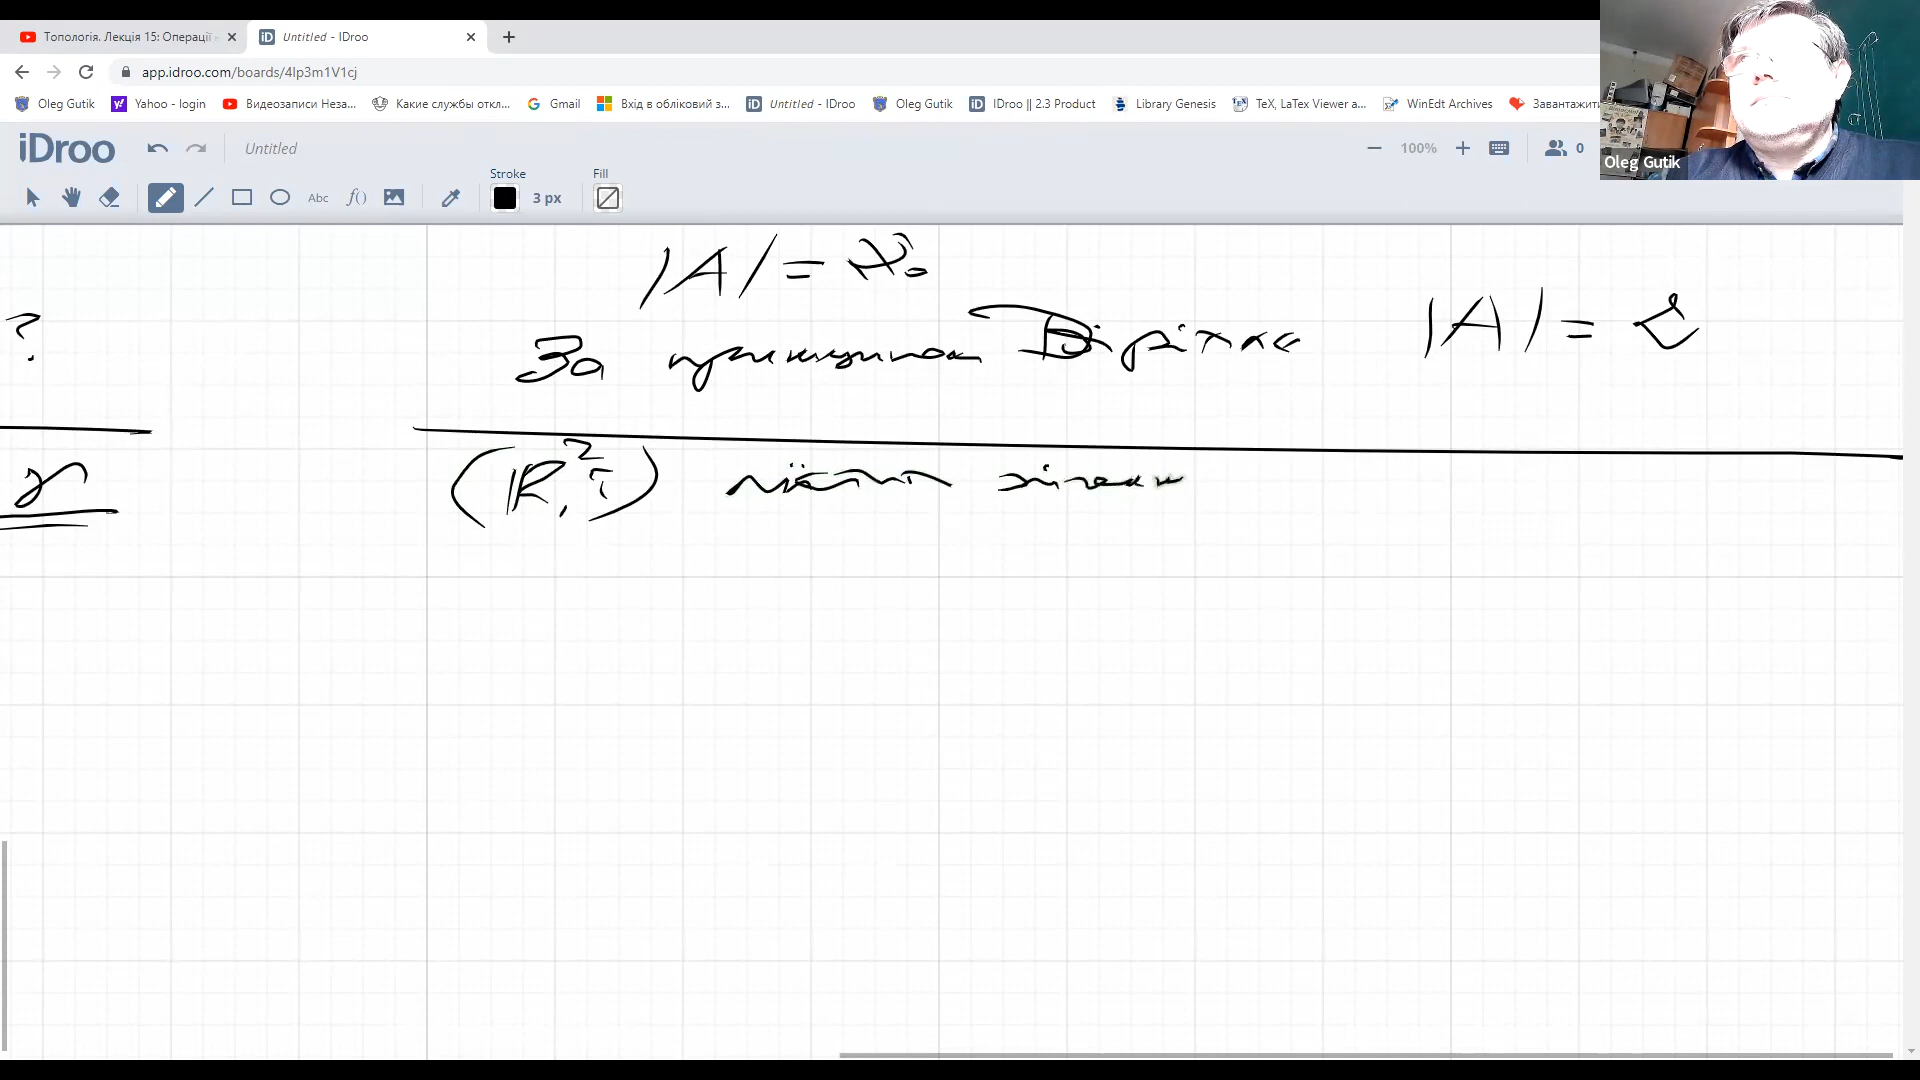 Топологія. Лекція 15: Операції
Untitled - IDroo
app.idroo.com/boards/4lp3m1V1cj
Oleg Gutik
Yahoo - login
Видеозаписи Неза...
Какие службы откл...
Gmail
Вхід в обліковий з...
Untitled - IDroo
Oleg Gutik
IDroo || 2.3 Product
Library Genesis
TeX, LaTex Viewer a...
WinEdt Archives
Завантажити
iDroo
Untitled
100%
0
Oleg Gutik
Stroke
Fill
Abc
f()
3 px
|A| = ℵ₀
?
За принципом Діріхле |A| = c
(ℝ², τ)